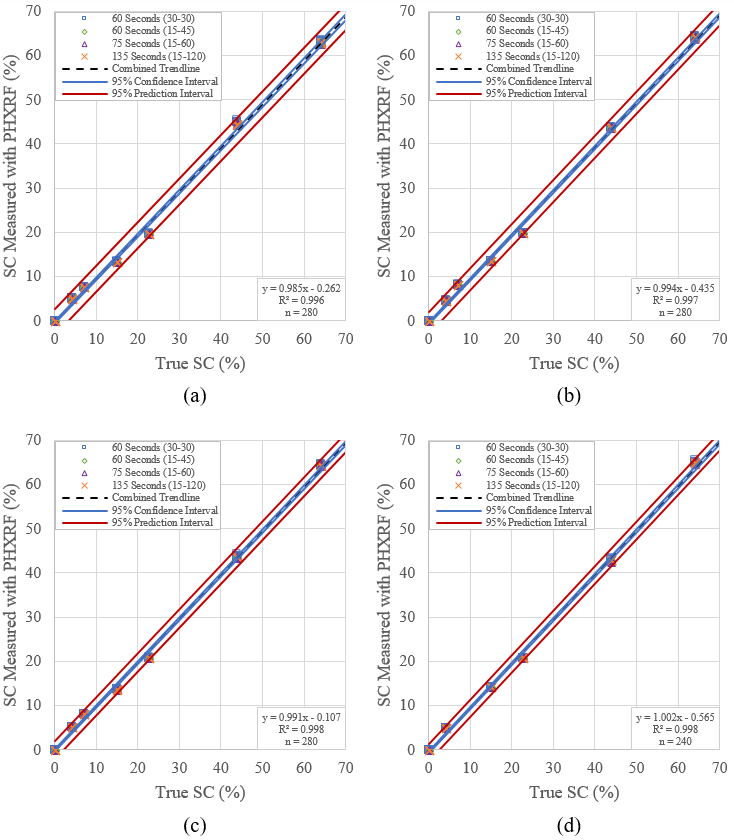 SC Measured with PHXRF (%)
70
60
50
40
30
20
10
0
60 Seconds (30-30)
60 Seconds (15-45)
75 Seconds (15-60)
135 Seconds (15-120)
Combined Trendline
95% Confidence Interval
95% Prediction Interval
y = 0.985x - 0.262
R² = 0.996
n = 280
0 10 20 30 40 50 60 70
True SC (%)
(a)
SC Measured with PHXRF (%)
70
60
50
40
30
20
10
0
60 Seconds (30-30)
60 Seconds (15-45)
75 Seconds (15-60)
135 Seconds (15-120)
Combined Trendline
95% Confidence Interval
95% Prediction Interval
y = 0.994x - 0.435
R² = 0.997
n = 280
0 10 20 30 40 50 60 70
True SC (%)
(b)
SC Measured with PHXRF (%)
70
60
50
40
30
20
10
0
60 Seconds (30-30)
60 Seconds (15-45)
75 Seconds (15-60)
135 Seconds (15-120)
Combined Trendline
95% Confidence Interval
95% Prediction Interval
y = 0.991x - 0.107
R² = 0.998
n = 280
0 10 20 30 40 50 60 70
True SC (%)
(c)
SC Measured with PHXRF (%)
70
60
50
40
30
20
10
0
60 Seconds (30-30)
60 Seconds (15-45)
75 Seconds (15-60)
135 Seconds (15-120)
Combined Trendline
95% Confidence Interval
95% Prediction Interval
y = 1.002x - 0.565
R² = 0.998
n = 240
0 10 20 30 40 50 60 70
True SC (%)
(d)